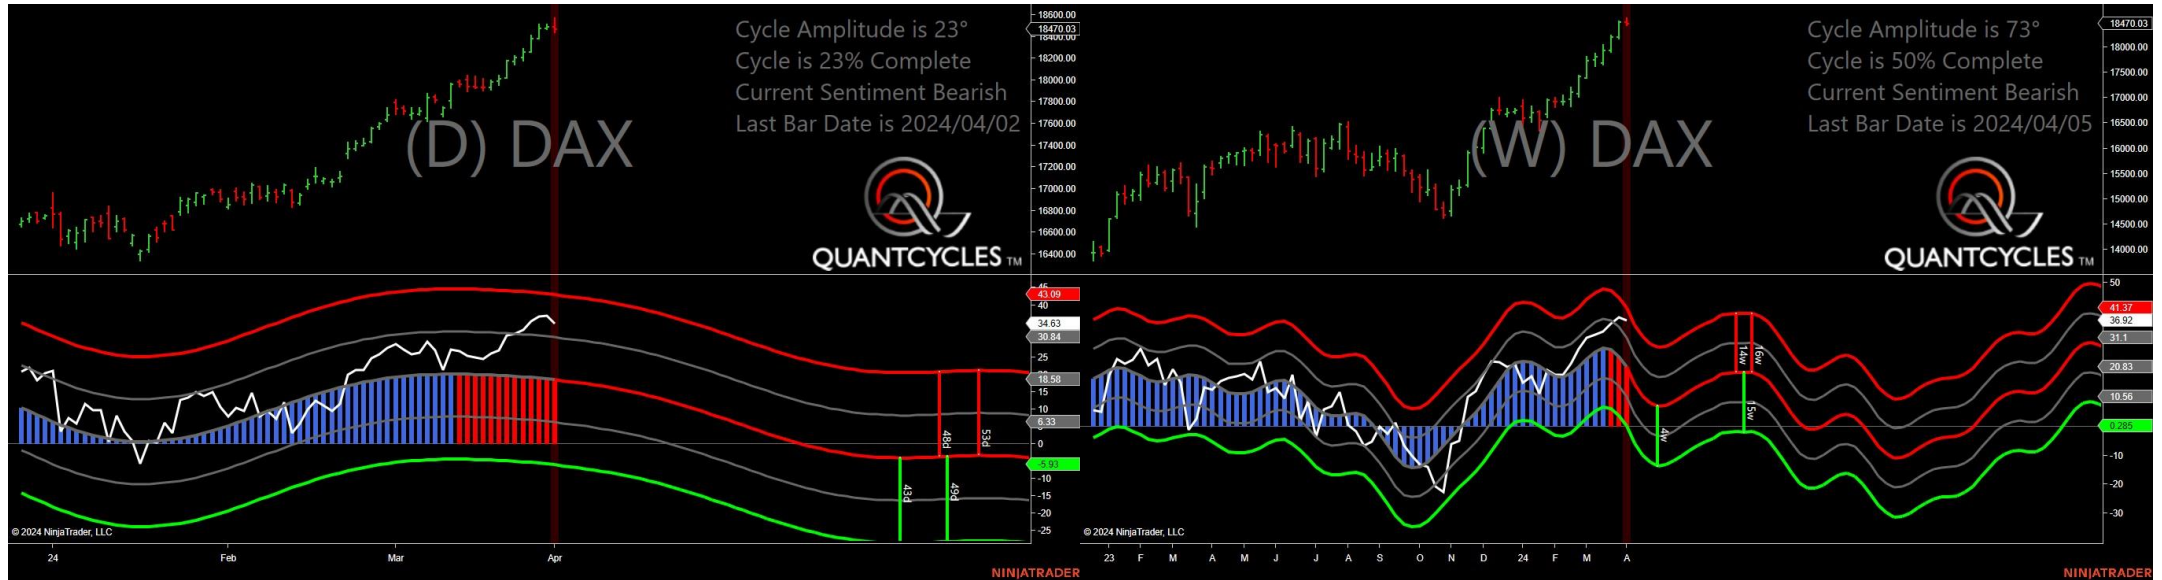 Cycle Amplitude is 23°
Cycle is 23% Complete
Current Sentiment Bearish
Last Bar Date is 2024/04/02
(D) DAX
QUANTCYCLES TM
18600.00
18470.03
18400.00
18200.00
18000.00
17800.00
17600.00
17400.00
17200.00
17000.00
16800.00
16600.00
16400.00
45
43.09
40
34.63
30.84
25
20
18.58
15
10
6.33
5
0
-5.93
-10
-15
-20
-25
48d
53d
43d
49d
© 2024 NinjaTrader, LLC
24 Feb Mar Apr
NINJATRADER
Cycle Amplitude is 73°
Cycle is 50% Complete
Current Sentiment Bearish
Last Bar Date is 2024/04/05
(W) DAX
QUANTCYCLES TM
18470.03
18000.00
17500.00
17000.00
16500.00
16000.00
15500.00
15000.00
14500.00
14000.00
50
41.37
36.92
31.1
20.83
10.56
0.285
-10
-20
-30
14w
16w
15w
4w
© 2024 NinjaTrader, LLC
23 F M A M J J A S O N D 24 F M A
NINJATRADER